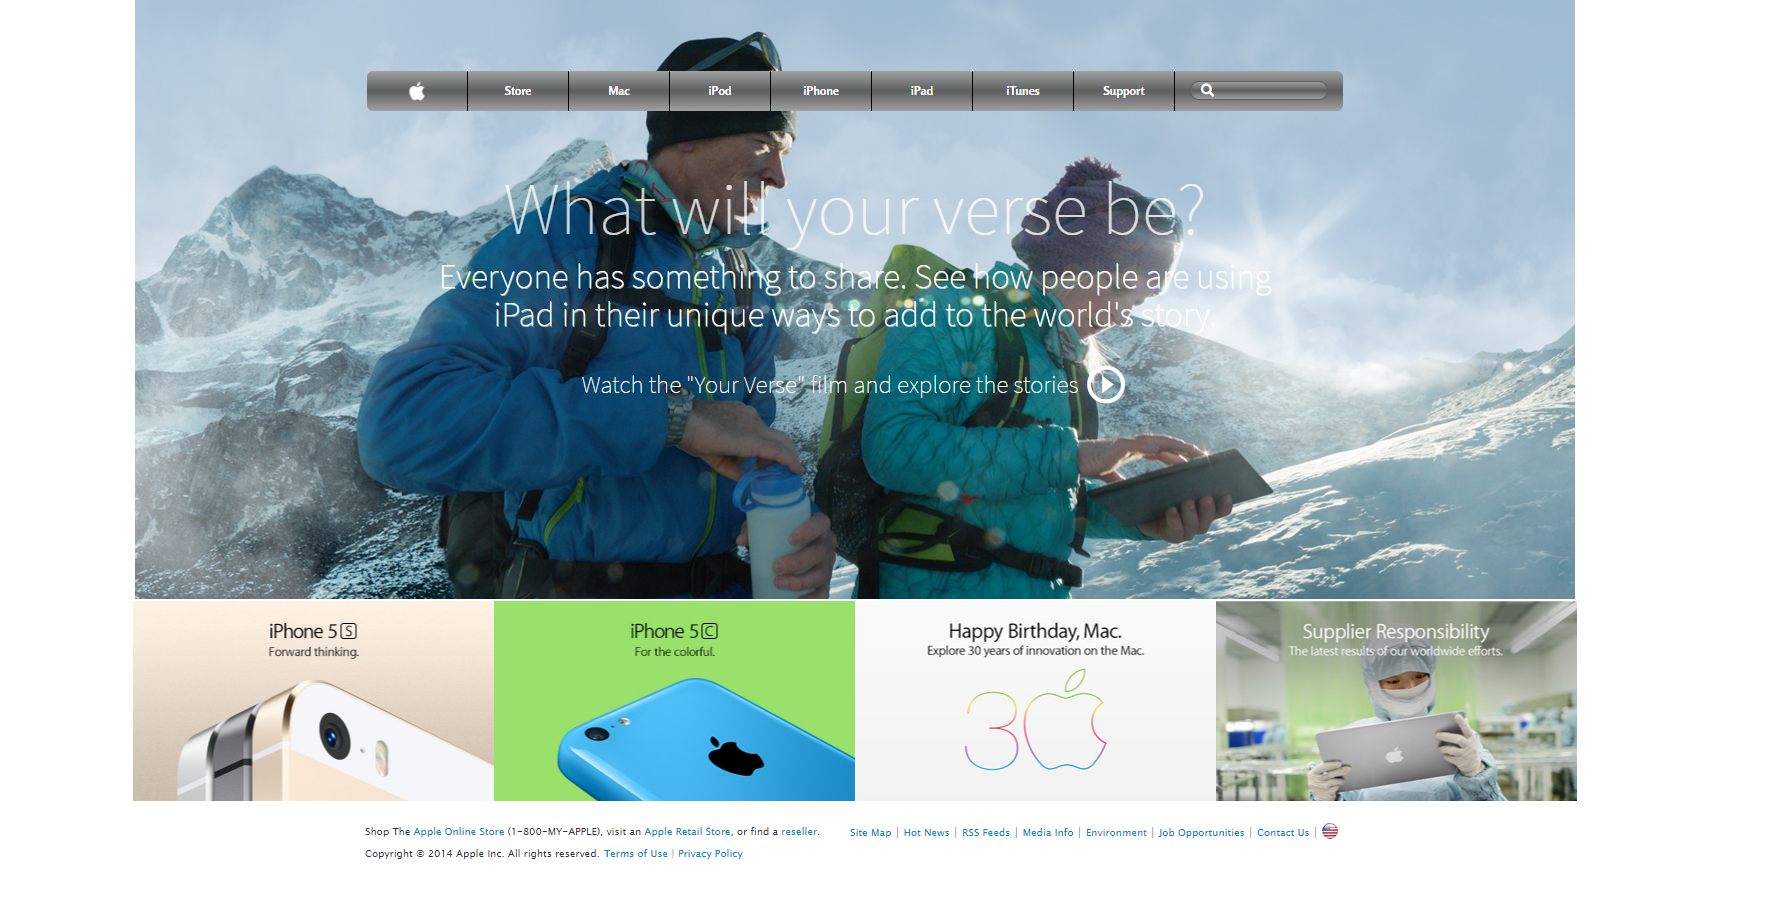 Store Mac iPod iPhone iPad iTunes Support
What will your verse be?
Everyone has something to share. See how people are using
iPad in their unique ways to add to the world's story.
Watch the "Your Verse" film and explore the stories
iPhone 5S
Forward thinking.
iPhone 5C
For the colorful.
Happy Birthday, Mac.
Explore 30 years of innovation on the Mac.
30
Supplier Responsibility
The latest results of our worldwide efforts.
Shop The Apple Online Store (1-800-MY-APPLE), visit an Apple Retail Store, or find a reseller.
Site Map | Hot News | RSS Feeds | Media Info | Environment | Job Opportunities | Contact Us |
Copyright © 2014 Apple Inc. All rights reserved. Terms of Use | Privacy Policy